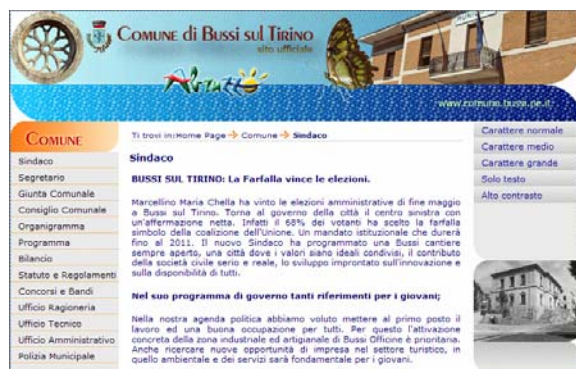 COMUNE DI BUSSI SUL TIRINO
sito ufficiale
Abruzzo
www.comune.bussi.pe.it
COMUNE
Sindaco
Segretario
Giunta Comunale
Consiglio Comunale
Organigramma
Programma
Bilancio
Statuto e Regolamenti
Concorsi e Bandi
Ufficio Ragioneria
Ufficio Tecnico
Ufficio Amministrativo
Polizia Municipale
Ti trovi in:Home Page Comune Sindaco
Sindaco
BUSSI SUL TIRINO: La Farfalla vince le elezioni.
Marcellino Maria Chella ha vinto le elezioni amministrative di fine maggio
a Bussi sul Tirino. Torna al governo della città il centro sinistra con
un'affermazione netta. Infatti il 68% dei votanti ha scelto la farfalla
simbolo della coalizione dell'Unione. Un mandato istituzionale che durerà
fino al 2011. Il nuovo Sindaco ha programmato una Bussi cantiere
sempre aperto, una città dove i valori siano ideali condivisi, il contributo
della società civile serio e reale, lo sviluppo improntato sull'innovazione e
sulla disponibilità di tutti.
Nel suo programma di governo tanti riferimenti per i giovani;
Nella nostra agenda politica abbiamo voluto mettere al primo posto il
lavoro ed una buona occupazione per tutti. Per questo l'attivazione
concreta della zona industriale ed artigianale di Bussi Officine è prioritaria.
Anche ricercare nuove opportunità di impresa nel settore turistico, in
quello ambientale e dei servizi sarà fondamentale per i giovani.
Carattere normale
Carattere medio
Carattere grande
Solo testo
Alto contrasto